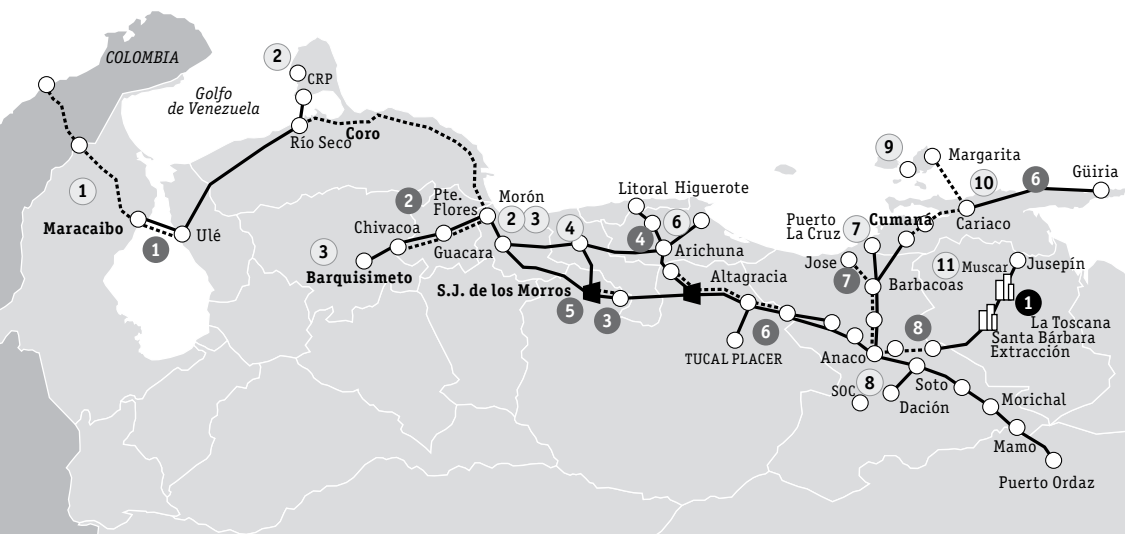 COLOMBIA
Golfo
de Venezuela
2
CRP
Río Seco
Coro
1
Maracaibo
1
Ulé
2
Pte.
Flores
Morón
2 3
Chivacoa
Guacara
3
Barquisimeto
4
S.J. de los Morros
5
3
Litoral
Higuerote
4
6
Arichuna
Altagracia
6
TUCAL PLACER
9
Margarita
10
6
Güiria
Cariaco
Cumaná
Puerto
La Cruz
7
Jose
7
Barbacoas
11
Muscar
Jusepín
1
La Toscana
Santa Bárbara
Extracción
8
Anaco
SOC
8
Soto
Dación
Morichal
Mamo
Puerto Ordaz